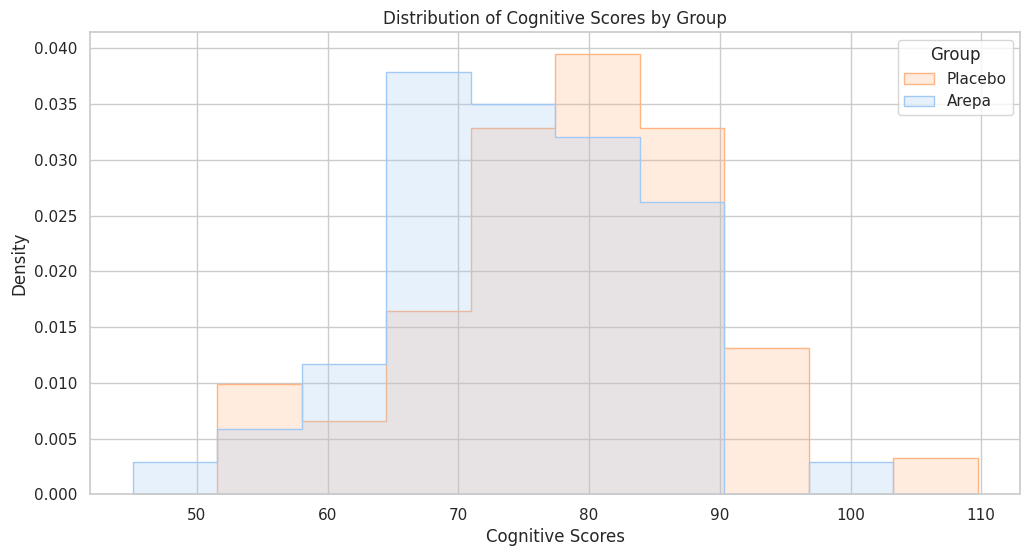 Distribution of Cognitive Scores by Group
Group
Placebo
Arepa
Density
0.040
0.035
0.030
0.025
0.020
0.015
0.010
0.005
0.000
50 60 70 80 90 100 110
Cognitive Scores